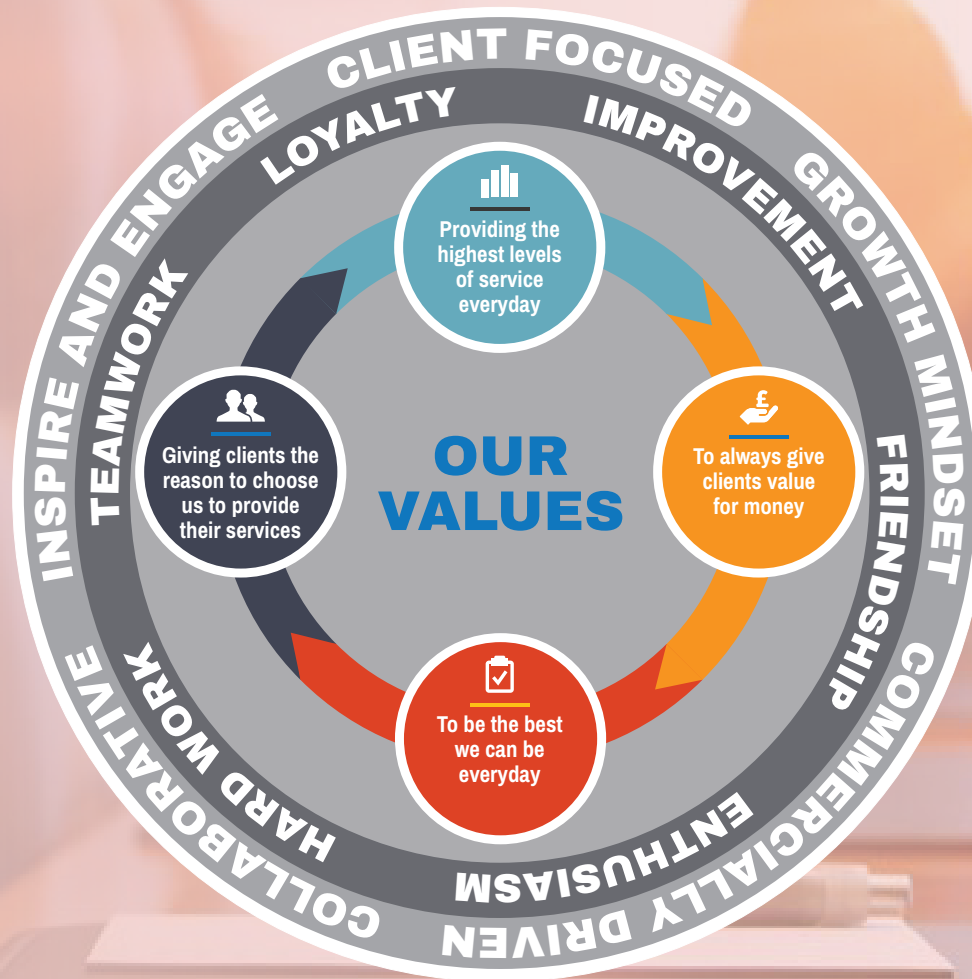 CLIENT FOCUSED
GROWTH MINDSET
COMMERCIALLY DRIVEN
COLLABORATIVE
INSPIRE AND ENGAGE
LOYALTY
IMPROVEMENT
FRIENDSHIP
ENTHUSIASM
HARD WORK
TEAMWORK
Providing the
highest levels
of service
everyday
£
To always give
clients value
for money
To be the best
we can be
everyday
Giving clients the
reason to choose
us to provide
their services
OUR
VALUES